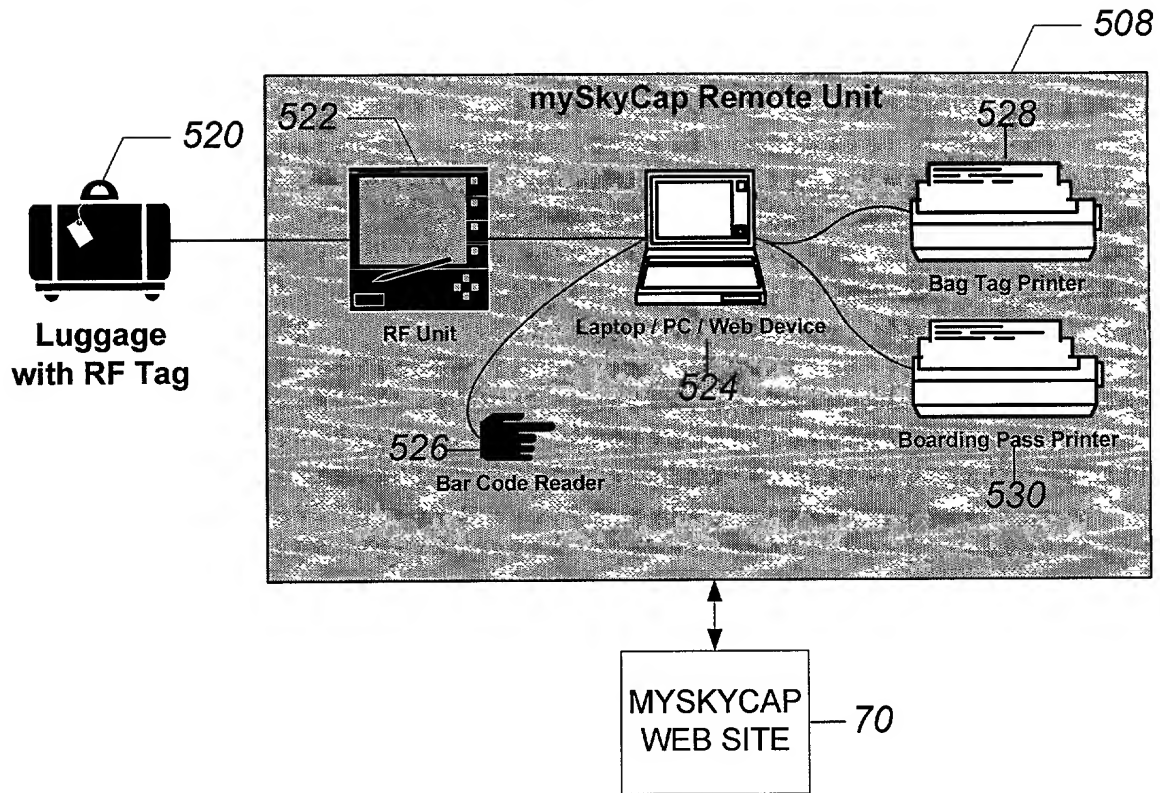 508
mySkyCap Remote Unit
520
522
528
Luggage
with RF Tag
RF Unit
Laptop / PC / Web Device
524
Bag Tag Printer
526
Bar Code Reader
Boarding Pass Printer
530
MYSKYCAP
WEB SITE
70